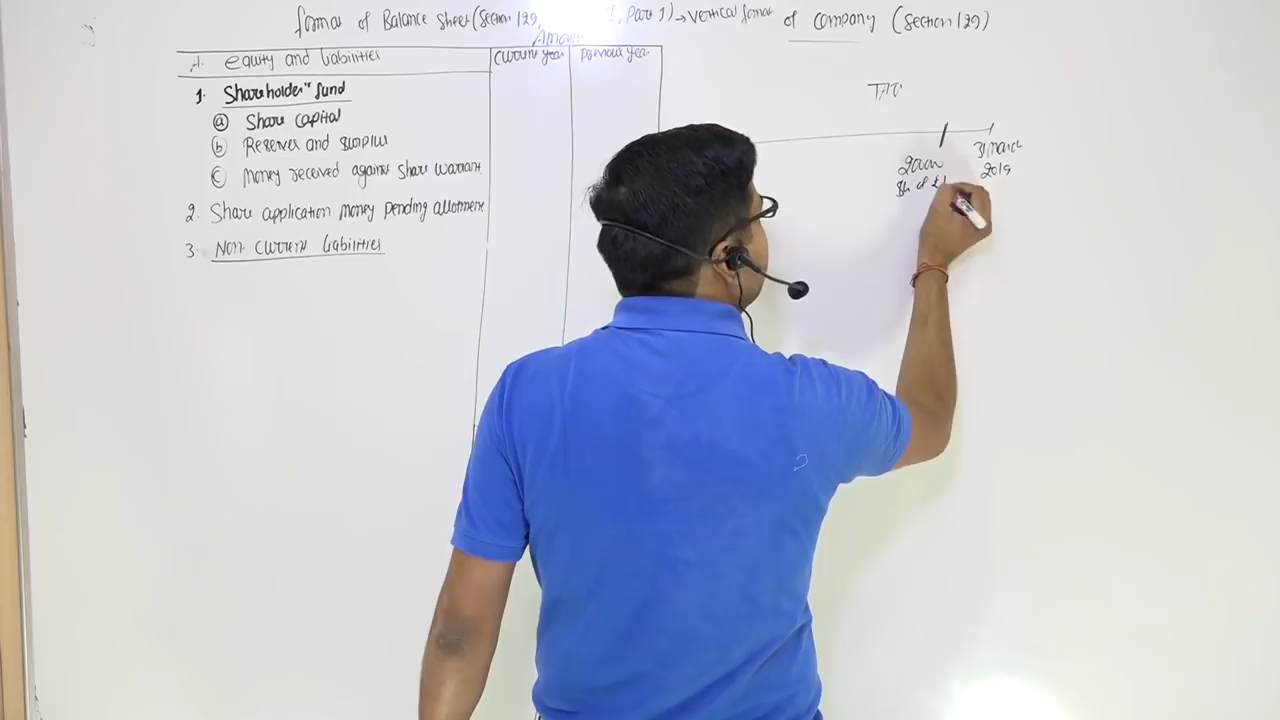 Format of Balance Sheet (Section 129, Part 1) → Vertical format of company (Section 129)
Amount
A. equity and liabilities
current year
previous year
1. Shareholder" fund
a Share capital
b Reserves and surplus
c Money received against share warrant
2. Share application money pending allotment
3. Non current liabilities
31 march
2019